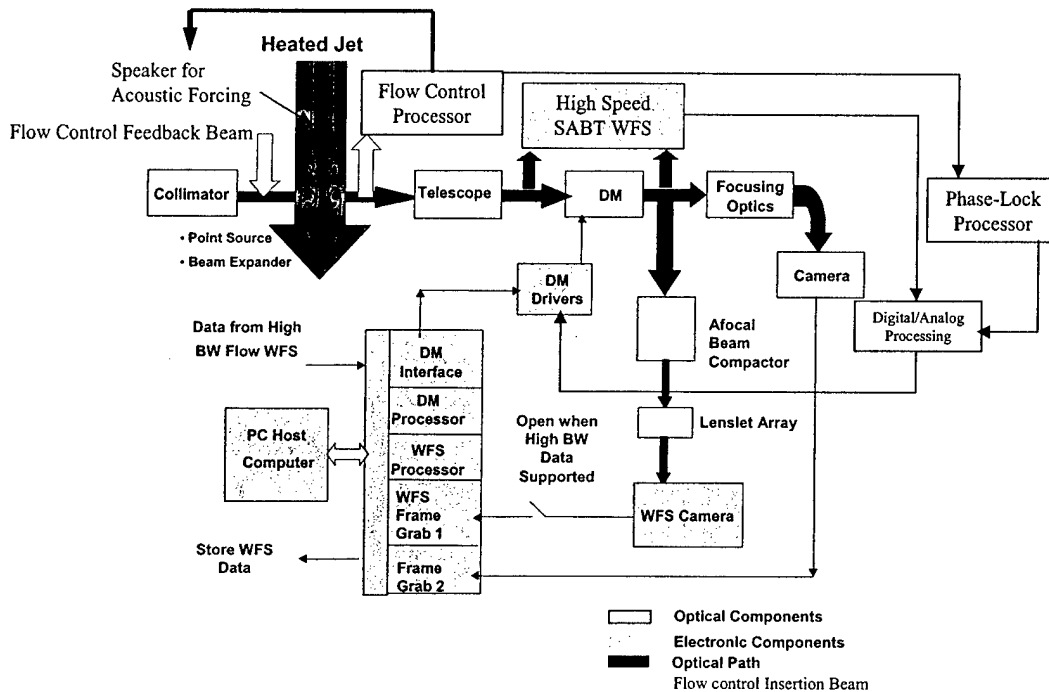 Heated Jet
Speaker for
Acoustic Forcing
Flow Control Feedback Beam
Flow Control
Processor
High Speed
SABT WFS
Collimator
Telescope
DM
Focusing
Optics
Phase-Lock
Processor
• Point Source
• Beam Expander
DM
Drivers
Camera
Digital/Analog
Processing
Afocal
Beam
Compactor
Data from High
BW Flow WFS
DM
Interface
DM
Processor
WFS
Processor
WFS
Frame
Grab 1
Frame
Grab 2
PC Host
Computer
Open when
High BW
Data
Supported
Lenslet Array
WFS Camera
Store WFS
Data
Optical Components
Electronic Components
Optical Path
Flow control Insertion Beam